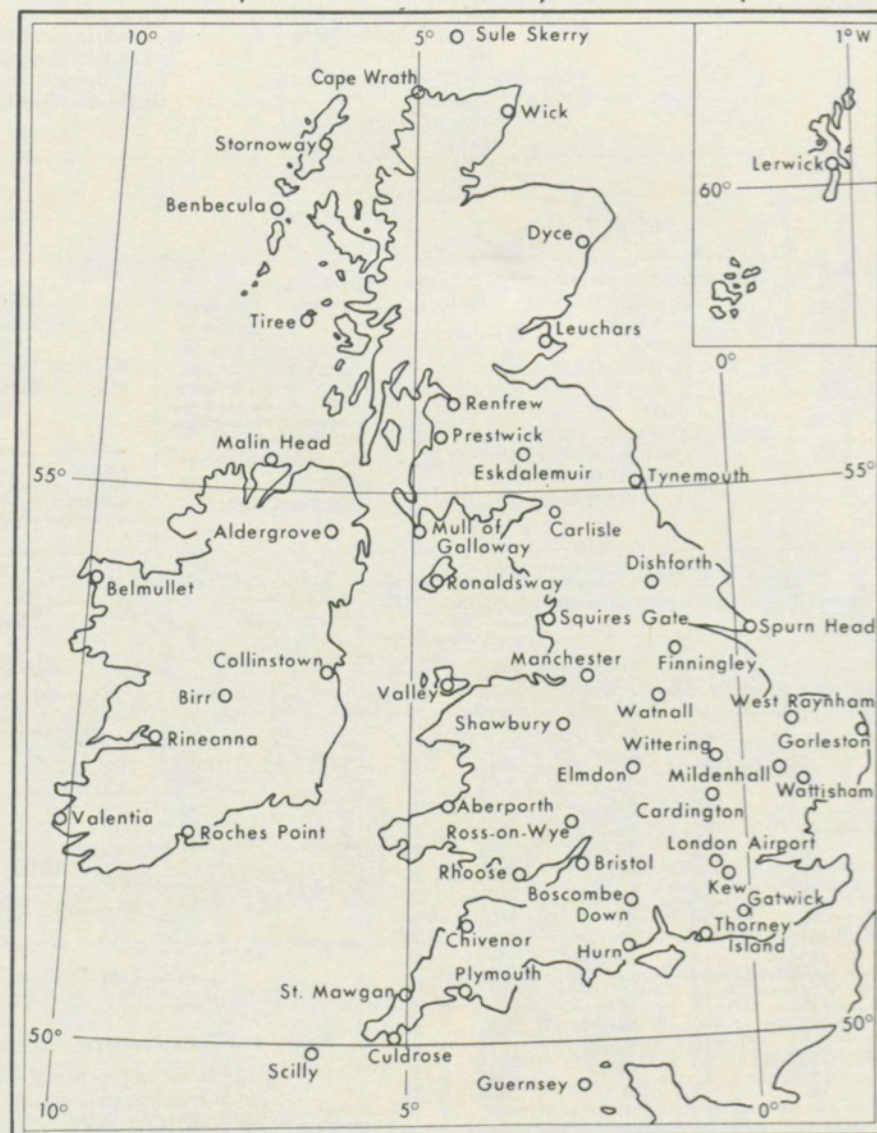 10°
5°
Sule Skerry
1° W
Cape Wrath
Wick
Stornoway
Lerwick
60°
Benbecula
Dyce
Tiree
Leuchars
0°
Renfrew
Prestwick
Malin Head
Eskdalemuir
Tynemouth
55°
55°
Aldergrove
Mull of
Galloway
Carlisle
Dishforth
Belmullet
Ronaldsway
Squires Gate
Spurn Head
Collinstown
Manchester
Finningley
Birr
Valley
Watnall
West Raynham
Rineanna
Shawbury
Wittering
Gorleston
Elmdon
Mildenhall
Wattisham
Valentia
Aberporth
Cardington
Roches Point
Ross-on-Wye
London Airport
Rhoose
Bristol
Kew
Boscombe
Down
Gatwick
Chivenor
Hurn
Thorney
Island
St. Mawgan
Plymouth
50°
50°
Scilly
Culdrose
Guernsey
10°
5°
0°